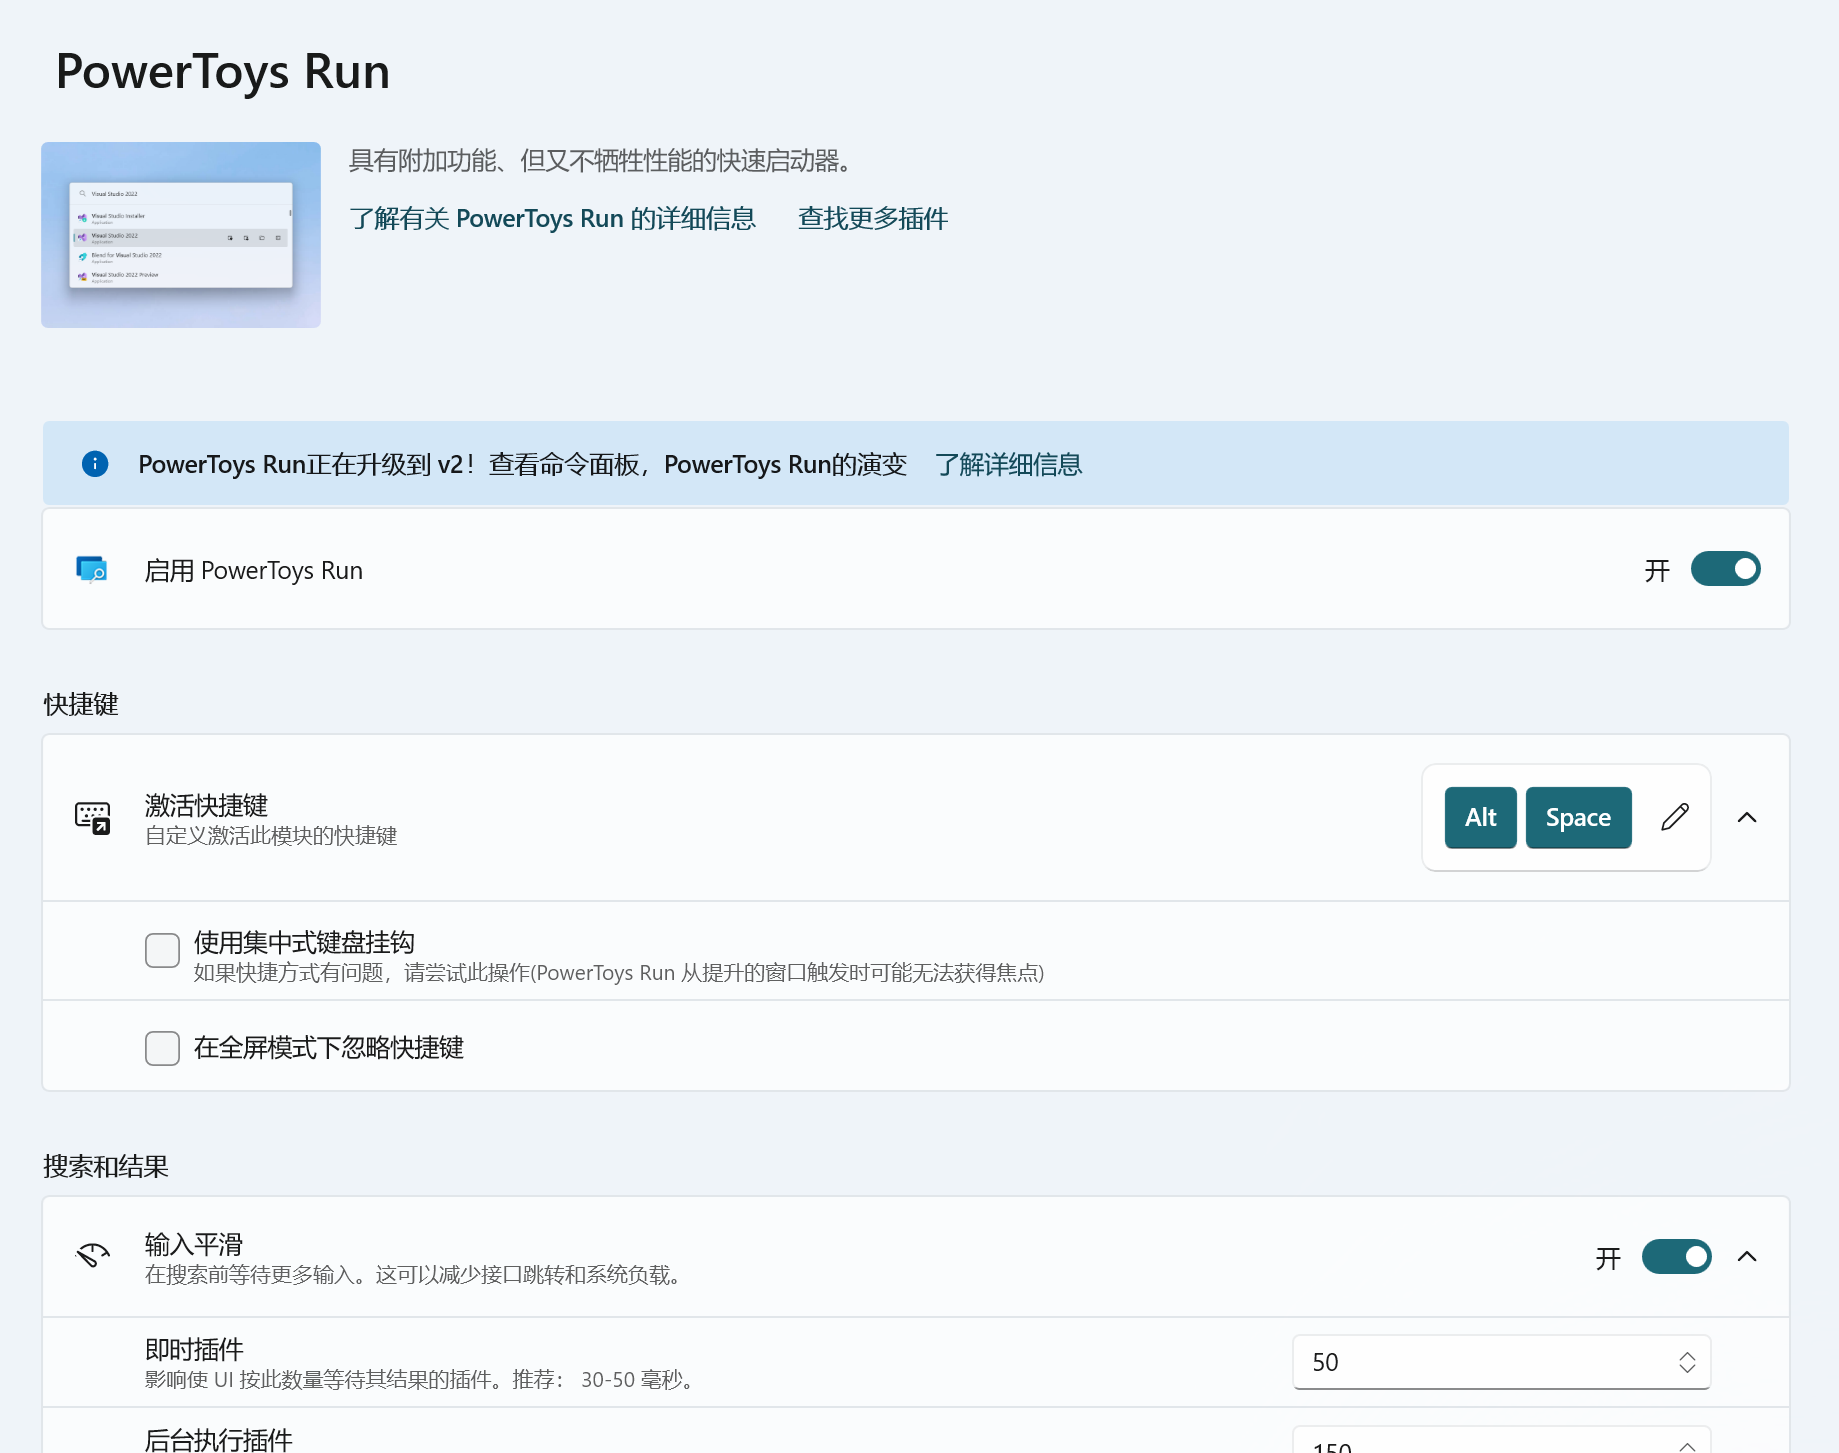 PowerToys Run
Visual Studio 2022
Visual Studio Installer
Application
Visual Studio 2022
Application
Blend for Visual Studio 2022
Application
Visual Studio 2022 Preview
Application
具有附加功能、但又不牺牲性能的快速启动器。
了解有关 PowerToys Run 的详细信息 查找更多插件
PowerToys Run正在升级到 v2！查看命令面板，PowerToys Run的演变 了解详细信息
启用 PowerToys Run 开
快捷键
激活快捷键 Alt Space
自定义激活此模块的快捷键
使用集中式键盘挂钩
如果快捷方式有问题，请尝试此操作(PowerToys Run 从提升的窗口触发时可能无法获得焦点)
在全屏模式下忽略快捷键
搜索和结果
输入平滑 开
在搜索前等待更多输入。这可以减少接口跳转和系统负载。
即时插件 50
影响使 UI 按此数量等待其结果的插件。推荐： 30-50 毫秒。
后台执行插件 150